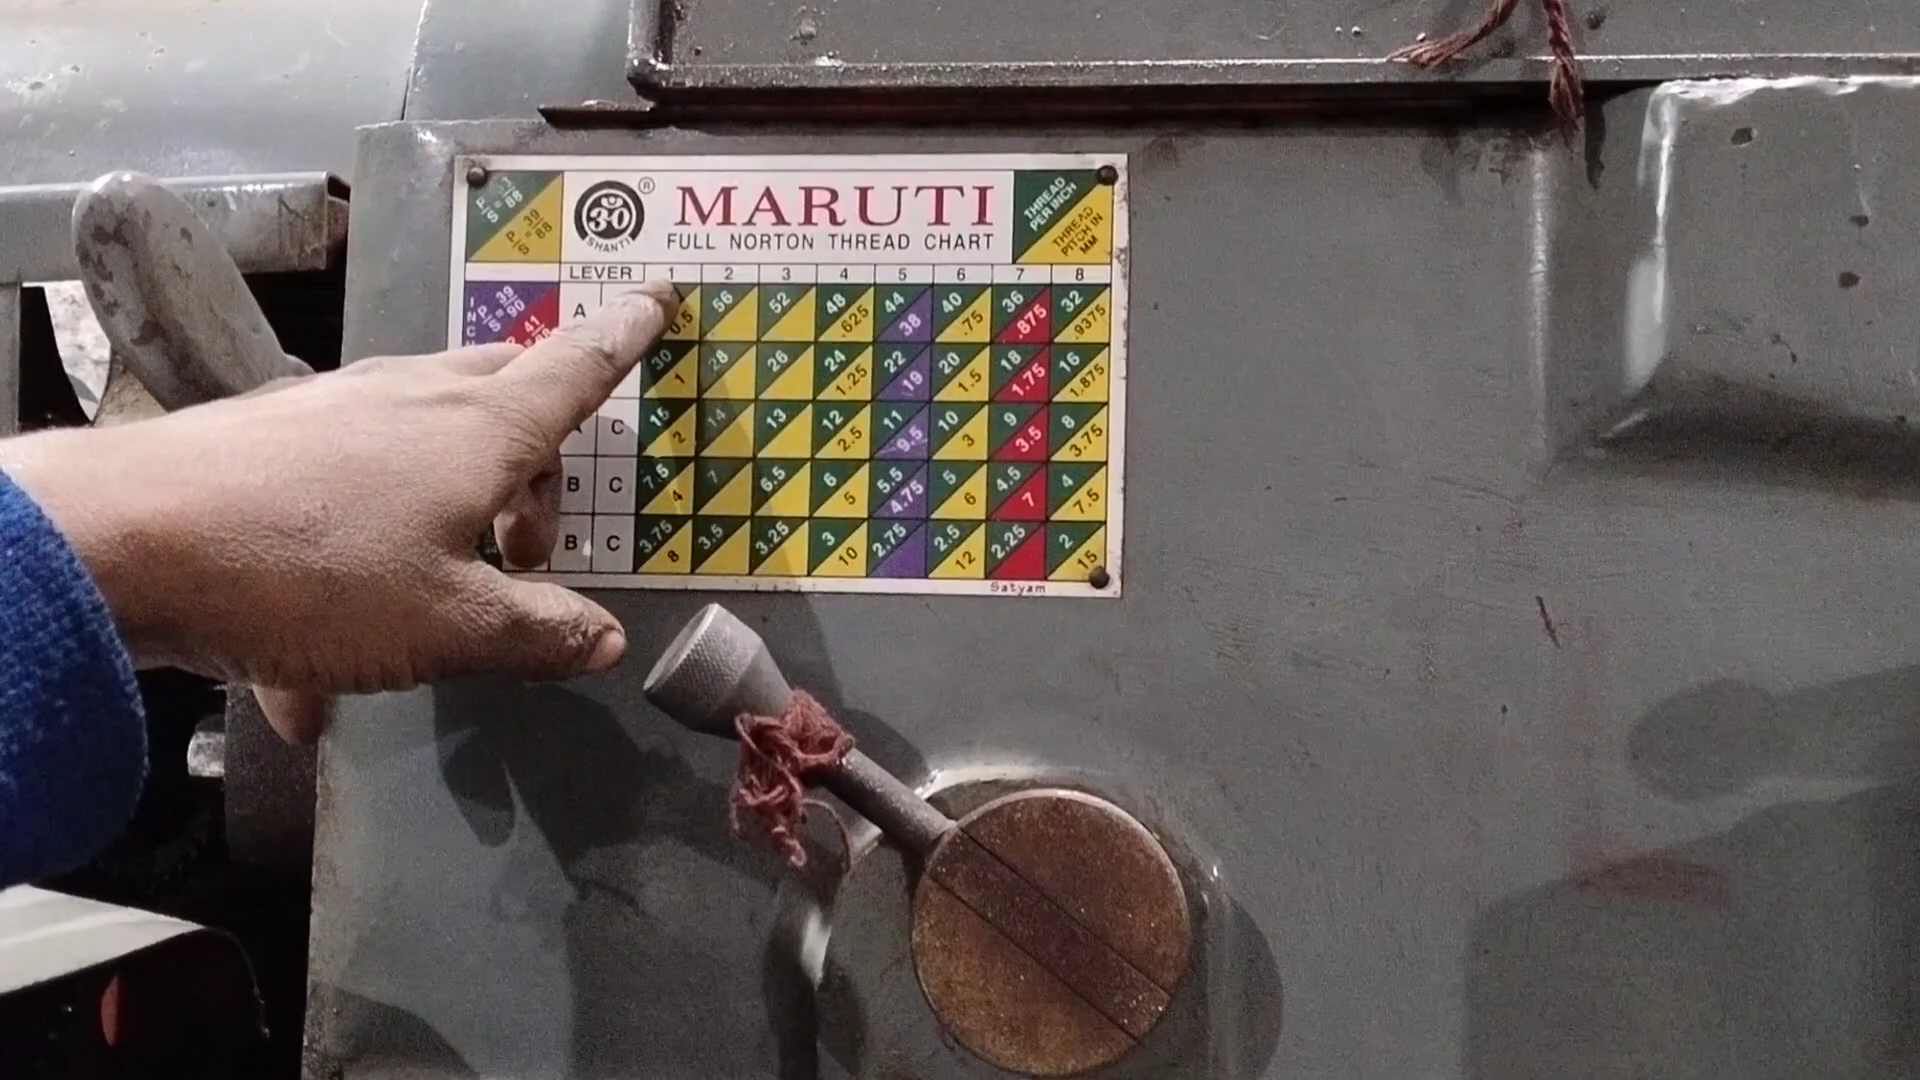 P/S = 88
P/S = 39/88
30
SHANTI
®
MARUTI
FULL NORTON THREAD CHART
THREAD PER INCH
THREAD PITCH IN MM
LEVER 1 2 3 4 5 6 7 8
P/S = 39/90
41
A 0.5 56 52 48 .625 44 38 40 .75 36 .875 32 .9375
30 1 28 26 24 1.25 22 19 20 1.5 18 1.75 16 1.875
C 15 2 14 13 12 2.5 11 9.5 10 3 9 3.5 8 3.75
B C 7.5 4 7 6.5 6 5 5.5 4.75 5 6 4.5 7 4 7.5
B C 3.75 8 3.5 3.25 3 10 2.75 2.5 12 2.25 2 15
Satyam